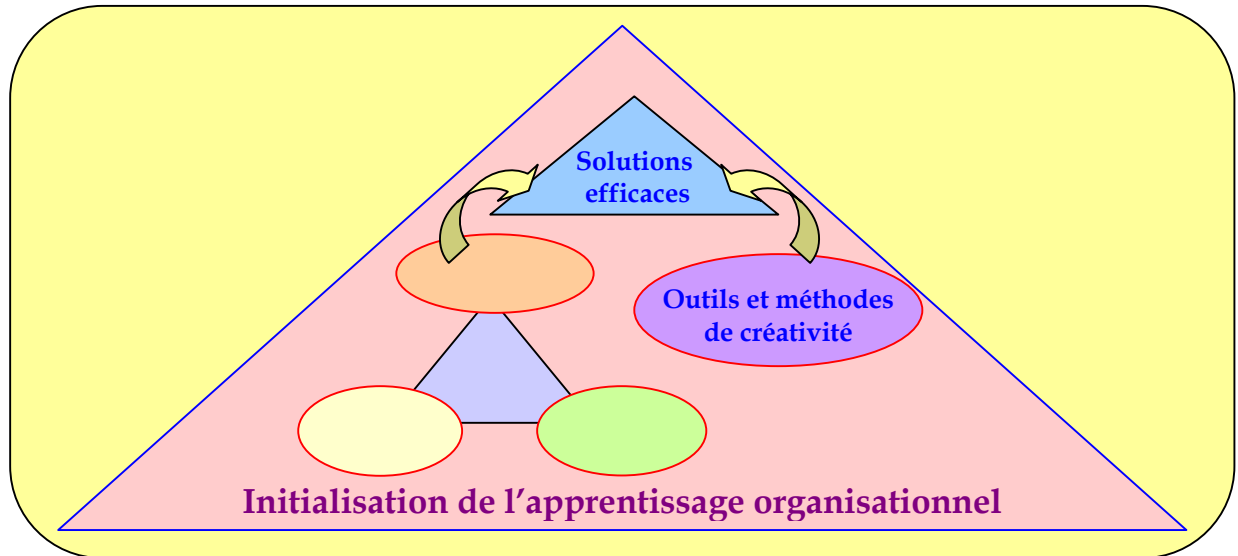 Solutions
efficaces
Outils et méthodes
de créativité
Initialisation de l’apprentissage organisationnel